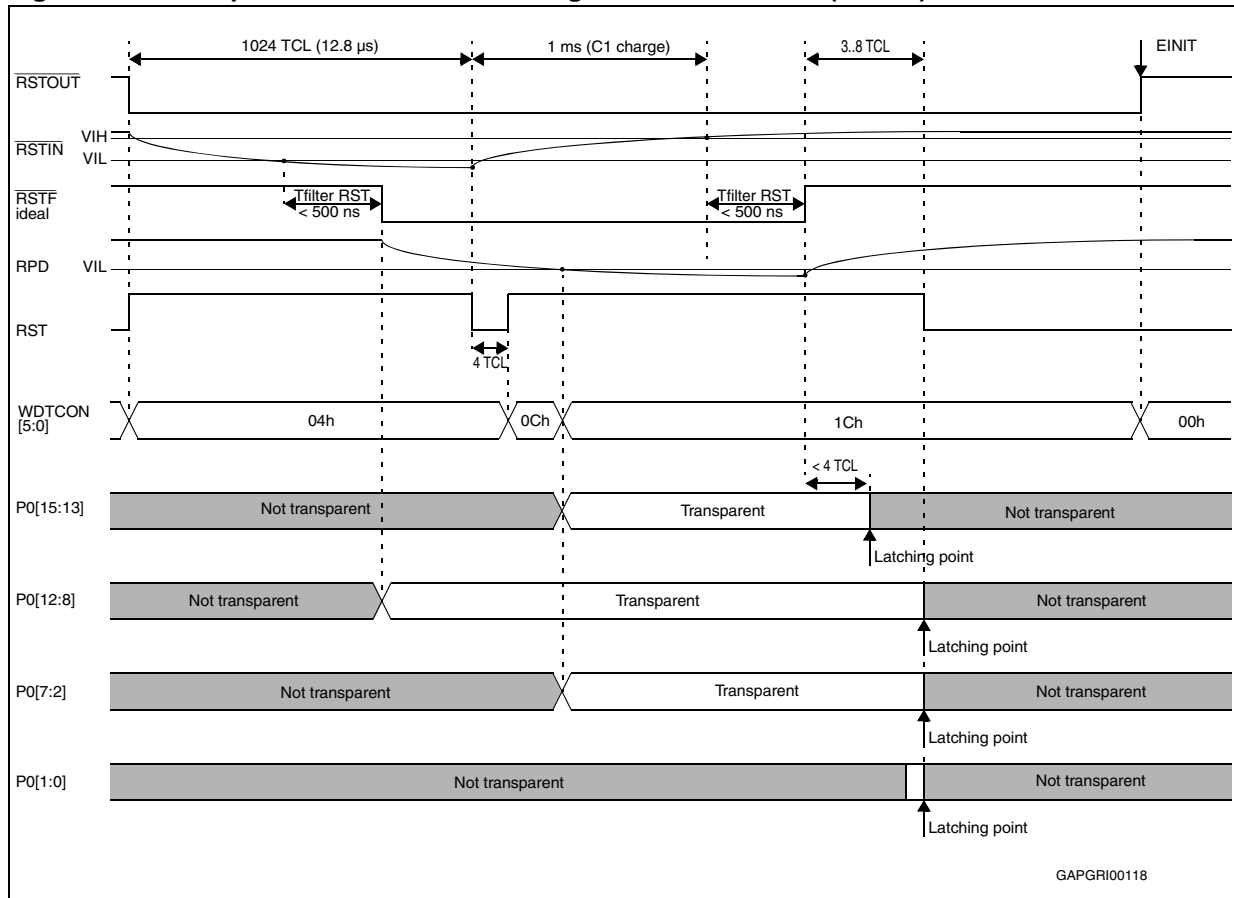 1024 TCL (12.8 µs)
1 ms (C1 charge)
3..8 TCL
EINIT
RSTOUT
RSTIN
VIH
VIL
RSTF
ideal
Tfilter RST
< 500 ns
Tfilter RST
< 500 ns
RPD
VIL
RST
4 TCL
WDTCON
[5:0]
04h
0Ch
1Ch
00h
< 4 TCL
P0[15:13]
Not transparent
Transparent
Not transparent
Latching point
P0[12:8]
Not transparent
Transparent
Not transparent
Latching point
P0[7:2]
Not transparent
Transparent
Not transparent
Latching point
P0[1:0]
Not transparent
Not transparent
Latching point
GAPGRI00118